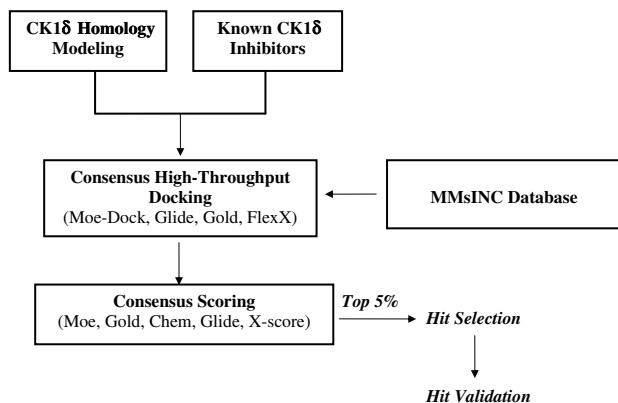 CK1δ Homology
Modeling
Known CK1δ
Inhibitors
Consensus High-Throughput
Docking
(Moe-Dock, Glide, Gold, FlexX)
MMsINC Database
Consensus Scoring
(Moe, Gold, Chem, Glide, X-score)
Top 5%
Hit Selection
Hit Validation